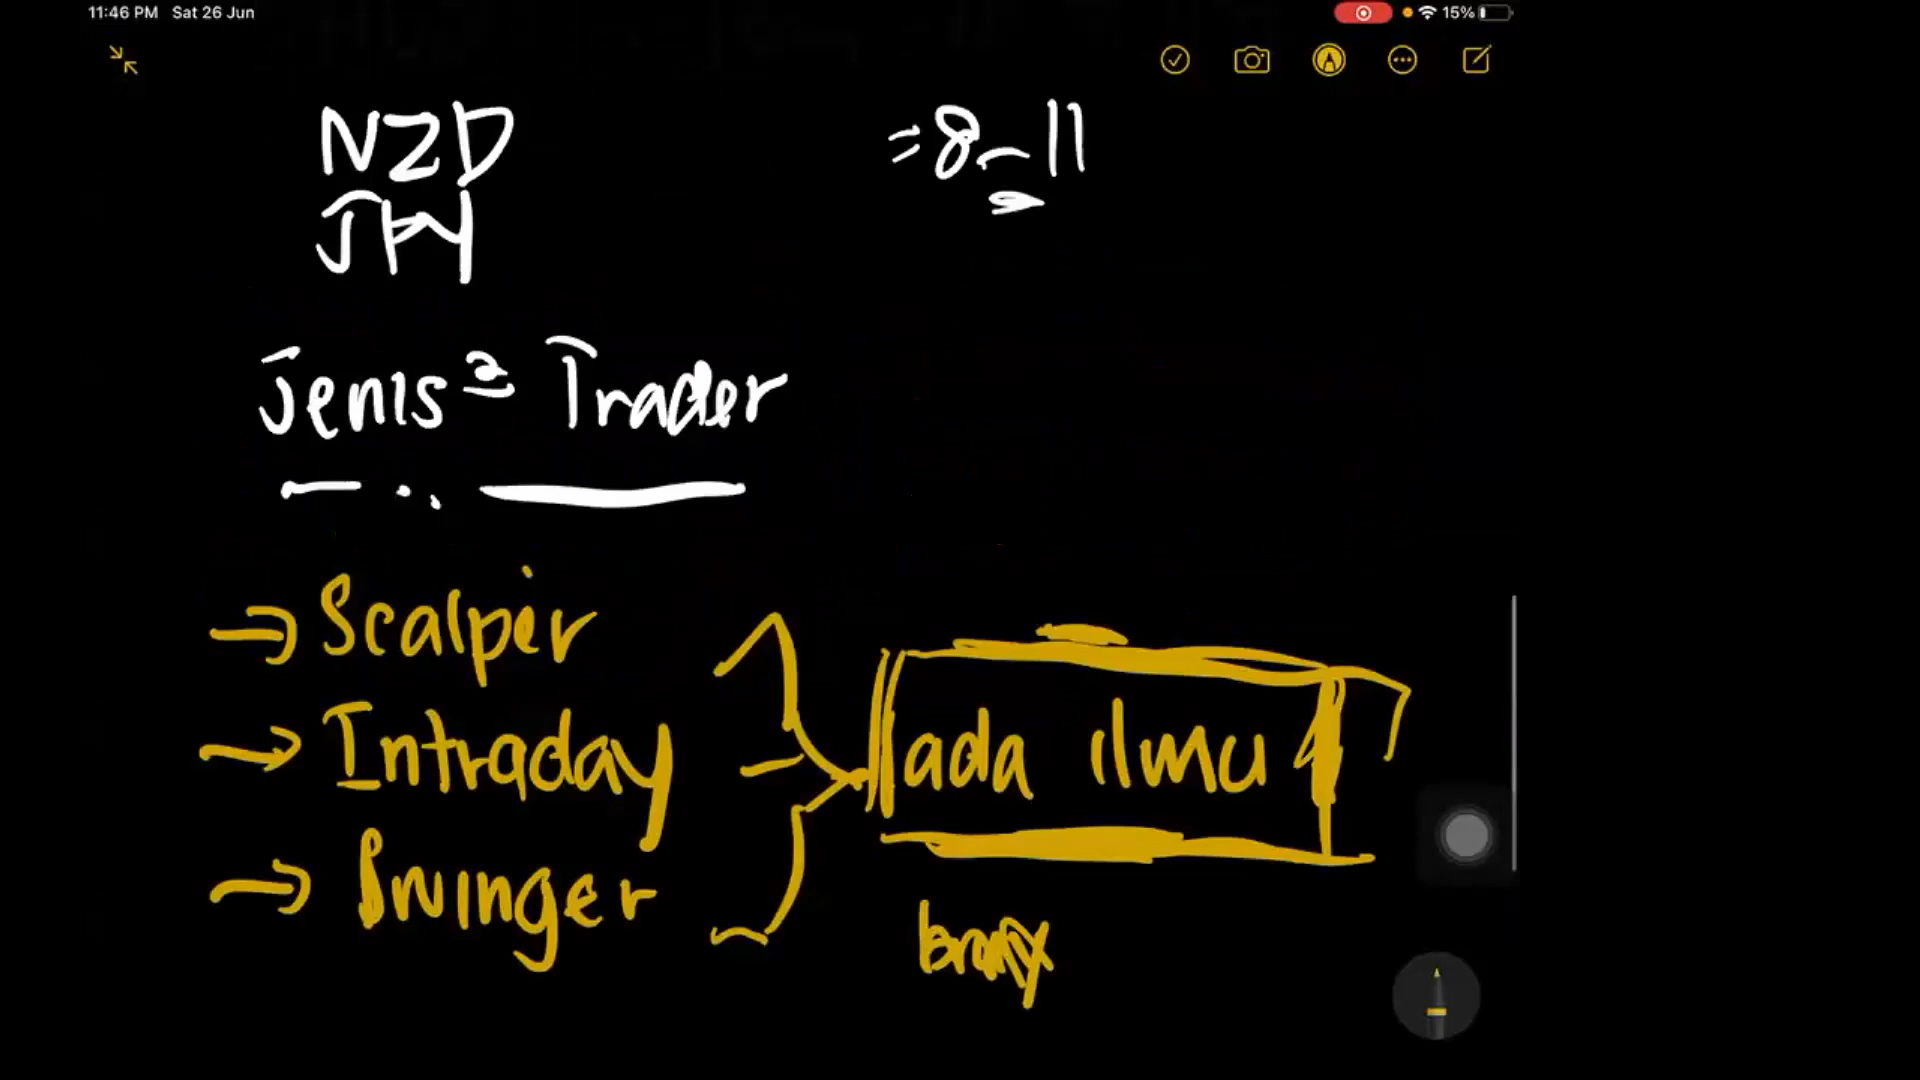 11:46 PM Sat 26 Jun 15%
NZD = 8 - 11
JPY
Jenis² Trader
→ Scalper
→ Intraday
ada ilmu
→ Swinger